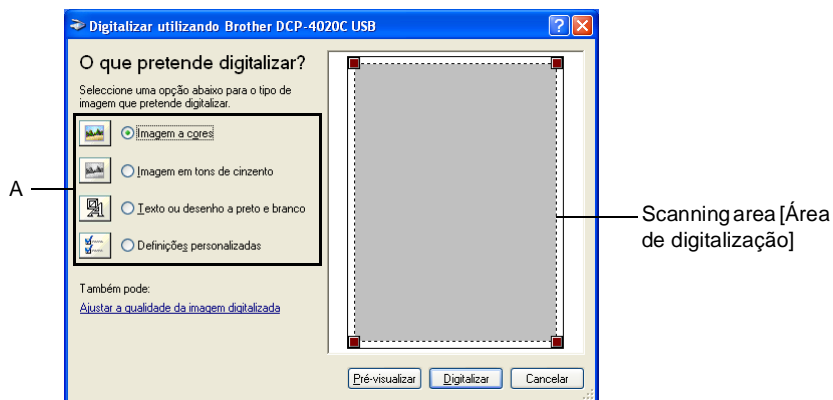 Digitalizar utilizando Brother DCP-4020C USB
O que pretende digitalizar?
Seleccione uma opção abaixo para o tipo de
imagem que pretende digitalizar.
Imagem a cores
Imagem em tons de cinzento
A
Texto ou desenho a preto e branco
Definições personalizadas
Scanning area [Área
de digitalização]
Também pode:
Ajustar a qualidade da imagem digitalizada
Pré-visualizar Digitalizar Cancelar